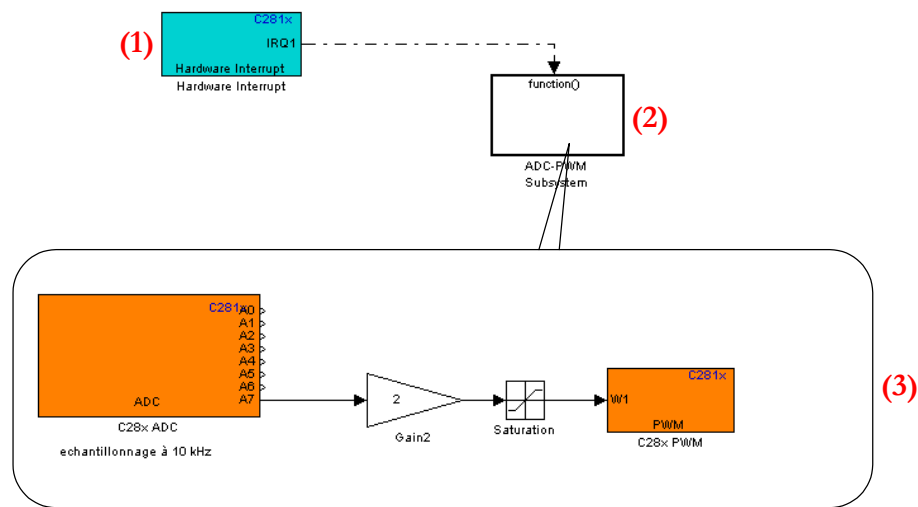 (1)
C281x
IRQ1
Hardware Interrupt
Hardware Interrupt
function()
(2)
ADC-PWM
Subsystem
C281x
A0
A1
A2
A3
A4
A5
A6
A7
ADC
C28x ADC
echantillonnage à 10 kHz
2
Gain2
Saturation
C281x
W1
PWM
C28x PWM
(3)